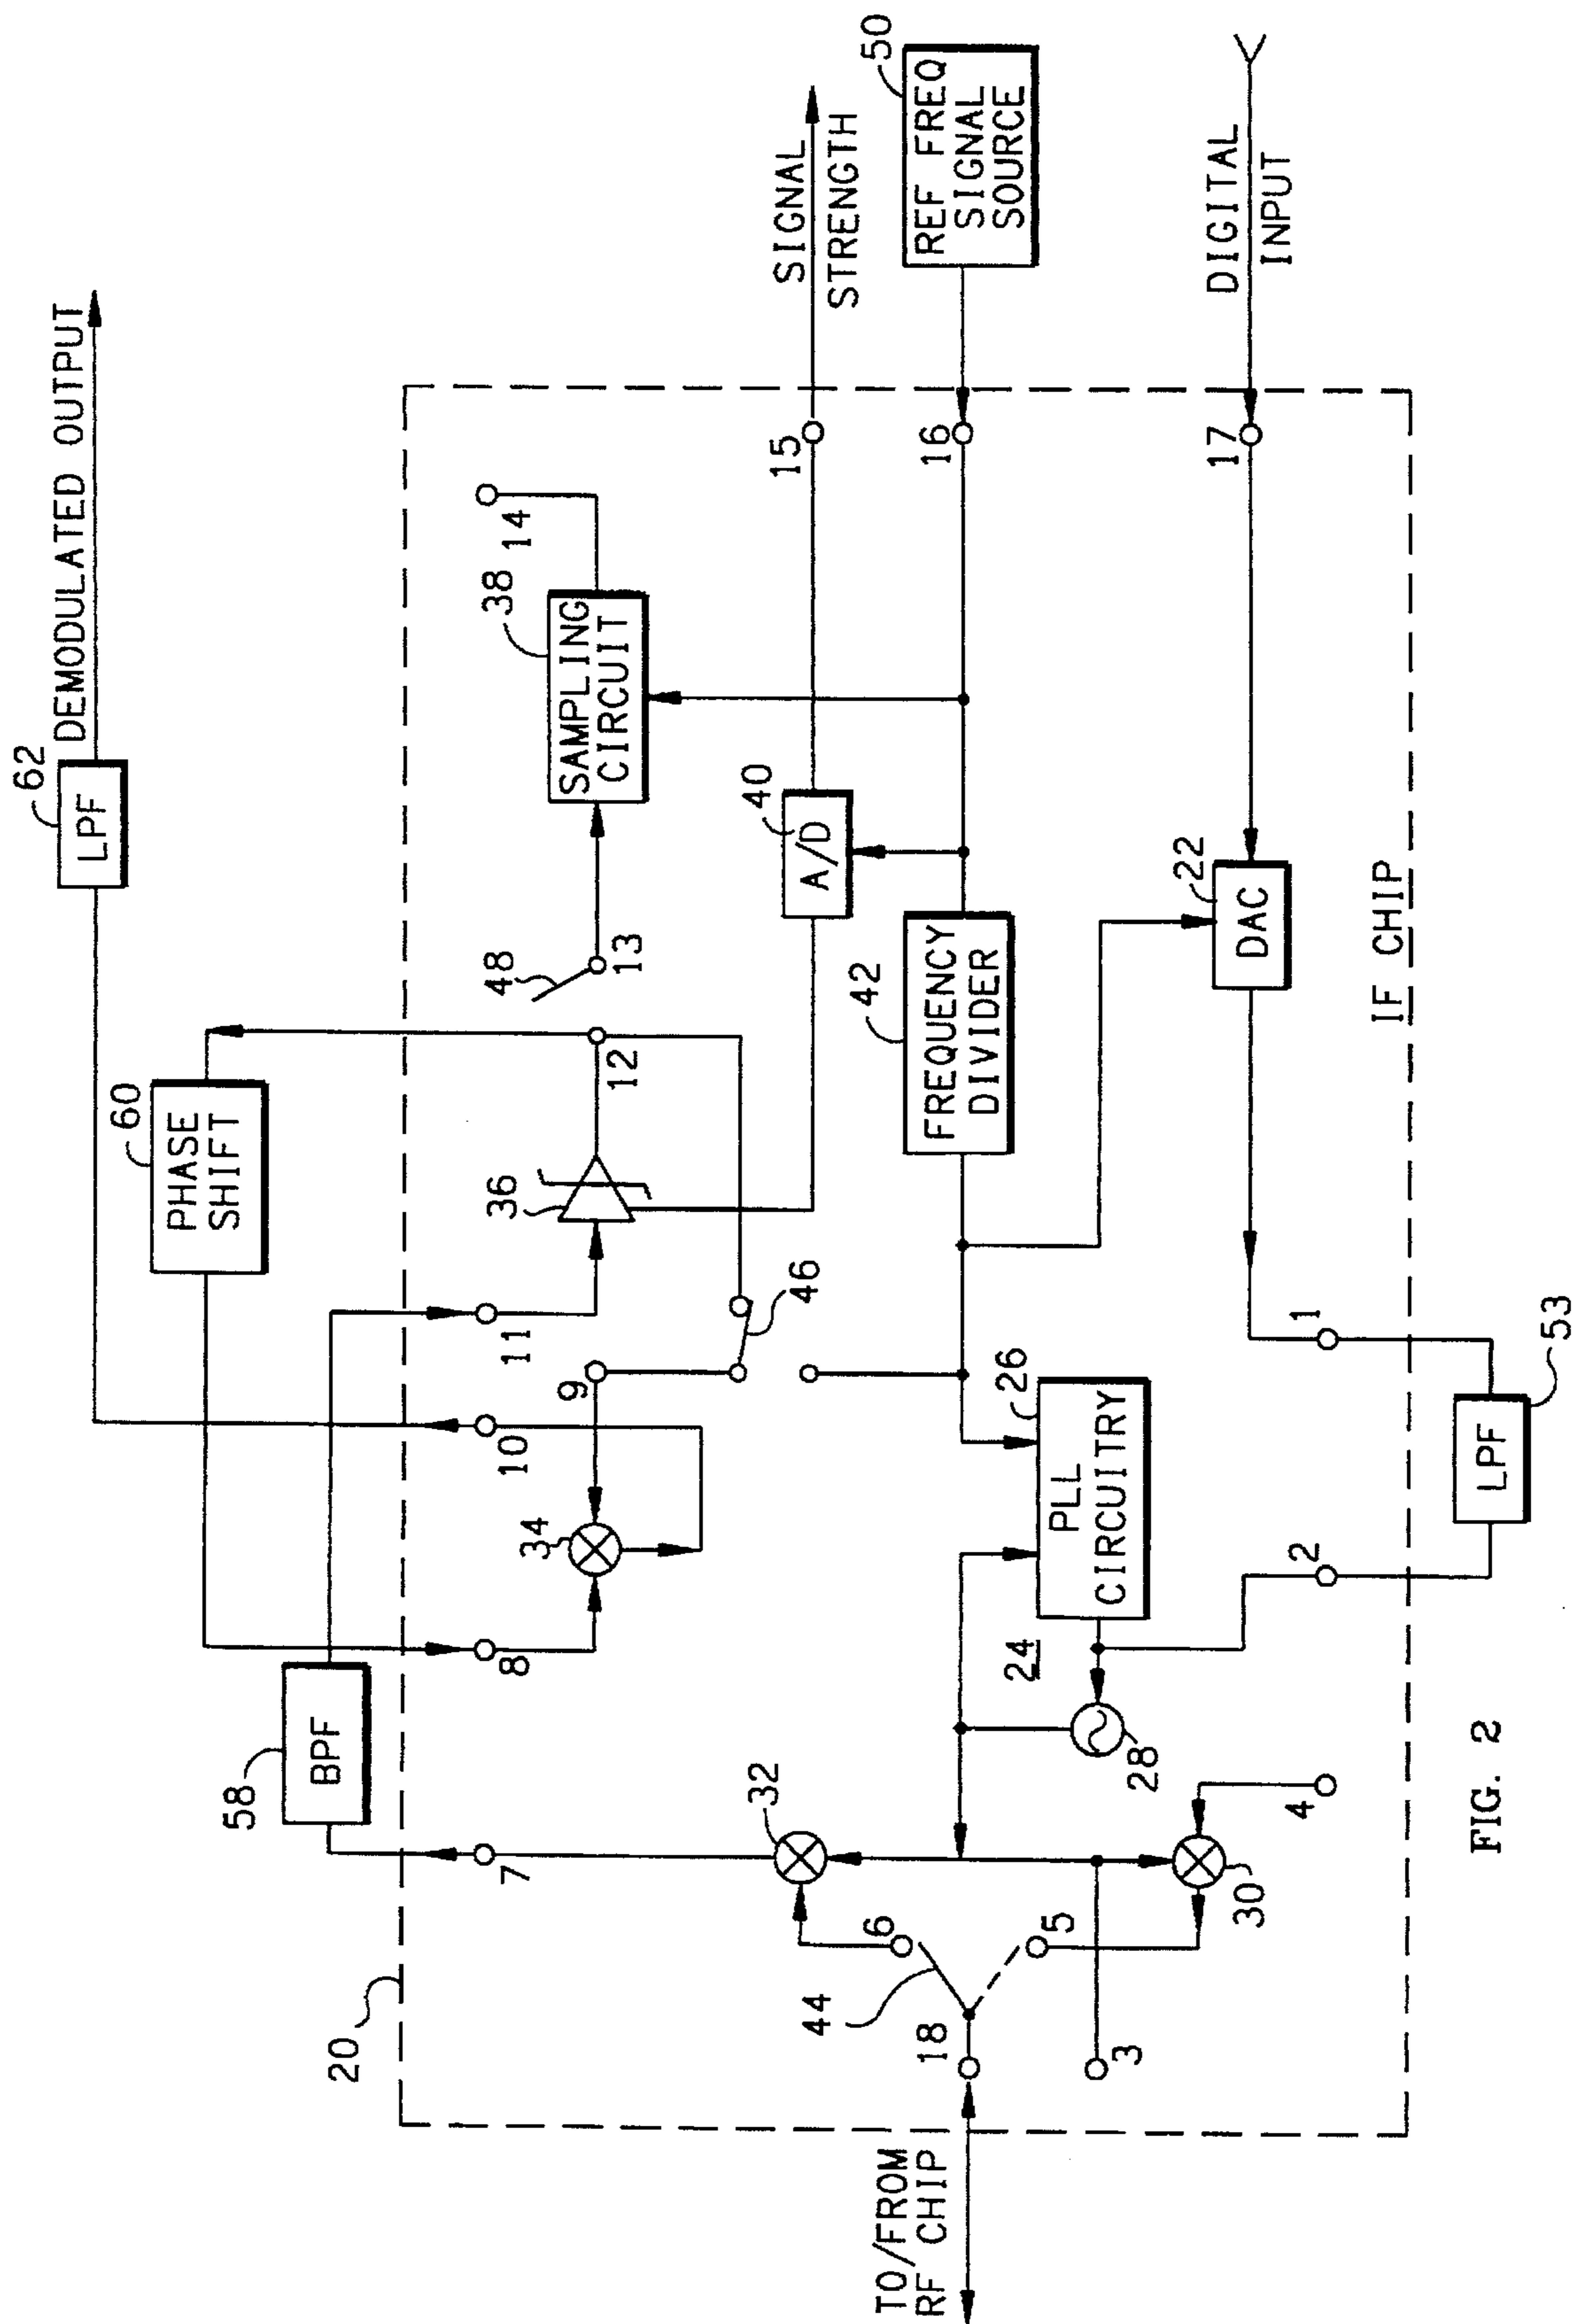 62
LPF
DEMODULATED OUTPUT
60
PHASE
SHIFT
58
BPF
20
7
8
10
11
9
34
36
12
48
13
38
SAMPLING
CIRCUIT
14
SIGNAL
STRENGTH
15
40
A/D
46
32
6
44
18
TO/FROM
RF CHIP
3
5
30
4
28
24
26
PLL
CIRCUITRY
42
FREQUENCY
DIVIDER
16
50
REF FREQ
SIGNAL
SOURCE
22
DAC
17
DIGITAL
INPUT
1
2
IF CHIP
LPF
53
FIG. 2